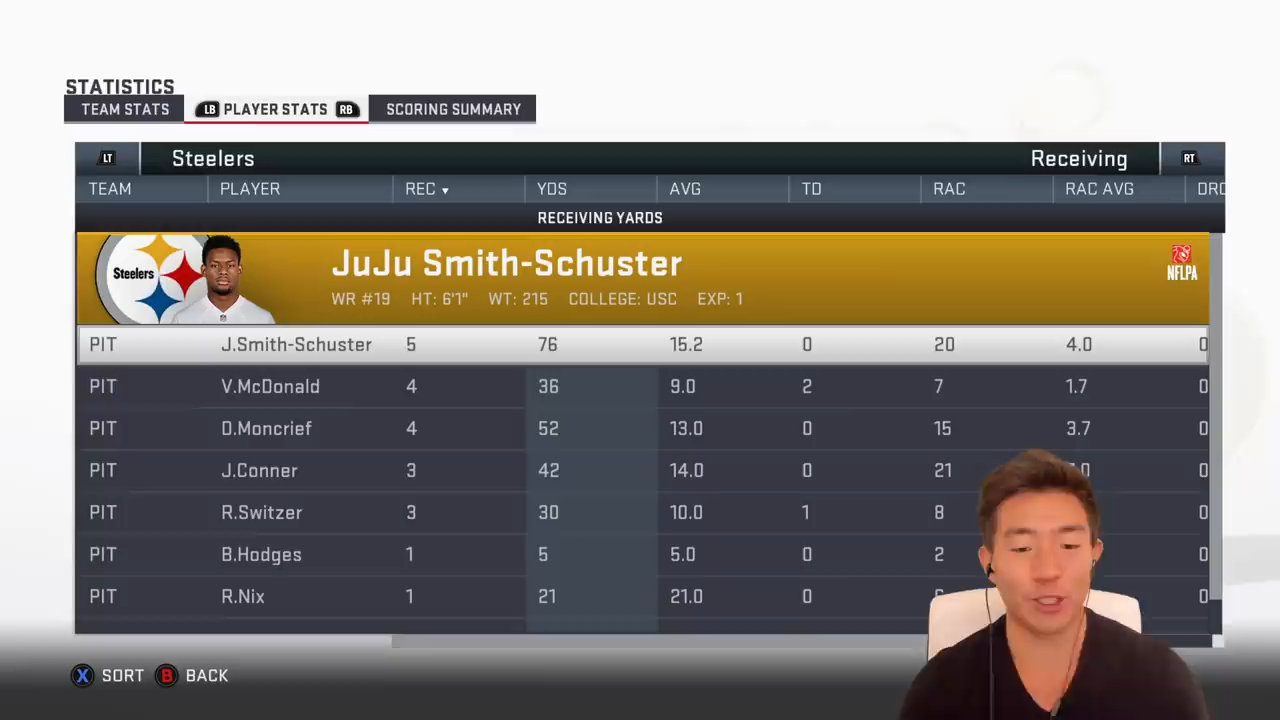 STATISTICS
TEAM STATS LB PLAYER STATS RB SCORING SUMMARY
LT Steelers Receiving RT
TEAM PLAYER REC YDS AVG TD RAC RAC AVG DRO
RECEIVING YARDS
Steelers
JuJu Smith-Schuster
WR #19 HT: 6'1" WT: 215 COLLEGE: USC EXP: 1
NFLPA
PIT J.Smith-Schuster 5 76 15.2 0 20 4.0 0
PIT V.McDonald 4 36 9.0 2 7 1.7 0
PIT D.Moncrief 4 52 13.0 0 15 3.7 0
PIT J.Conner 3 42 14.0 0 21 0
PIT R.Switzer 3 30 10.0 1 8 0
PIT B.Hodges 1 5 5.0 0 2 0
PIT R.Nix 1 21 21.0 0 0
X SORT B BACK